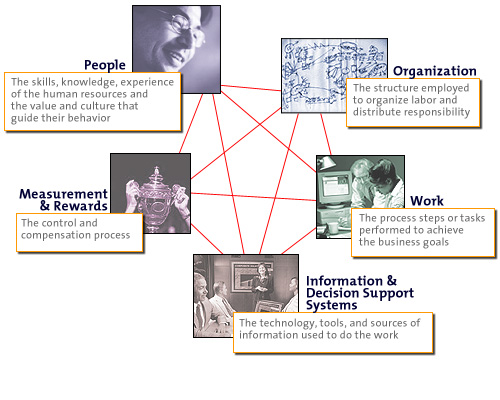 People
The skills, knowledge, experience
of the human resources and
the value and culture that
guide their behavior
Organization
The structure employed
to organize labor and
distribute responsibility
Measurement
& Rewards
The control and
compensation process
Work
The process steps or tasks
performed to achieve
the business goals
Information &
Decision Support
Systems
The technology, tools, and sources of
information used to do the work